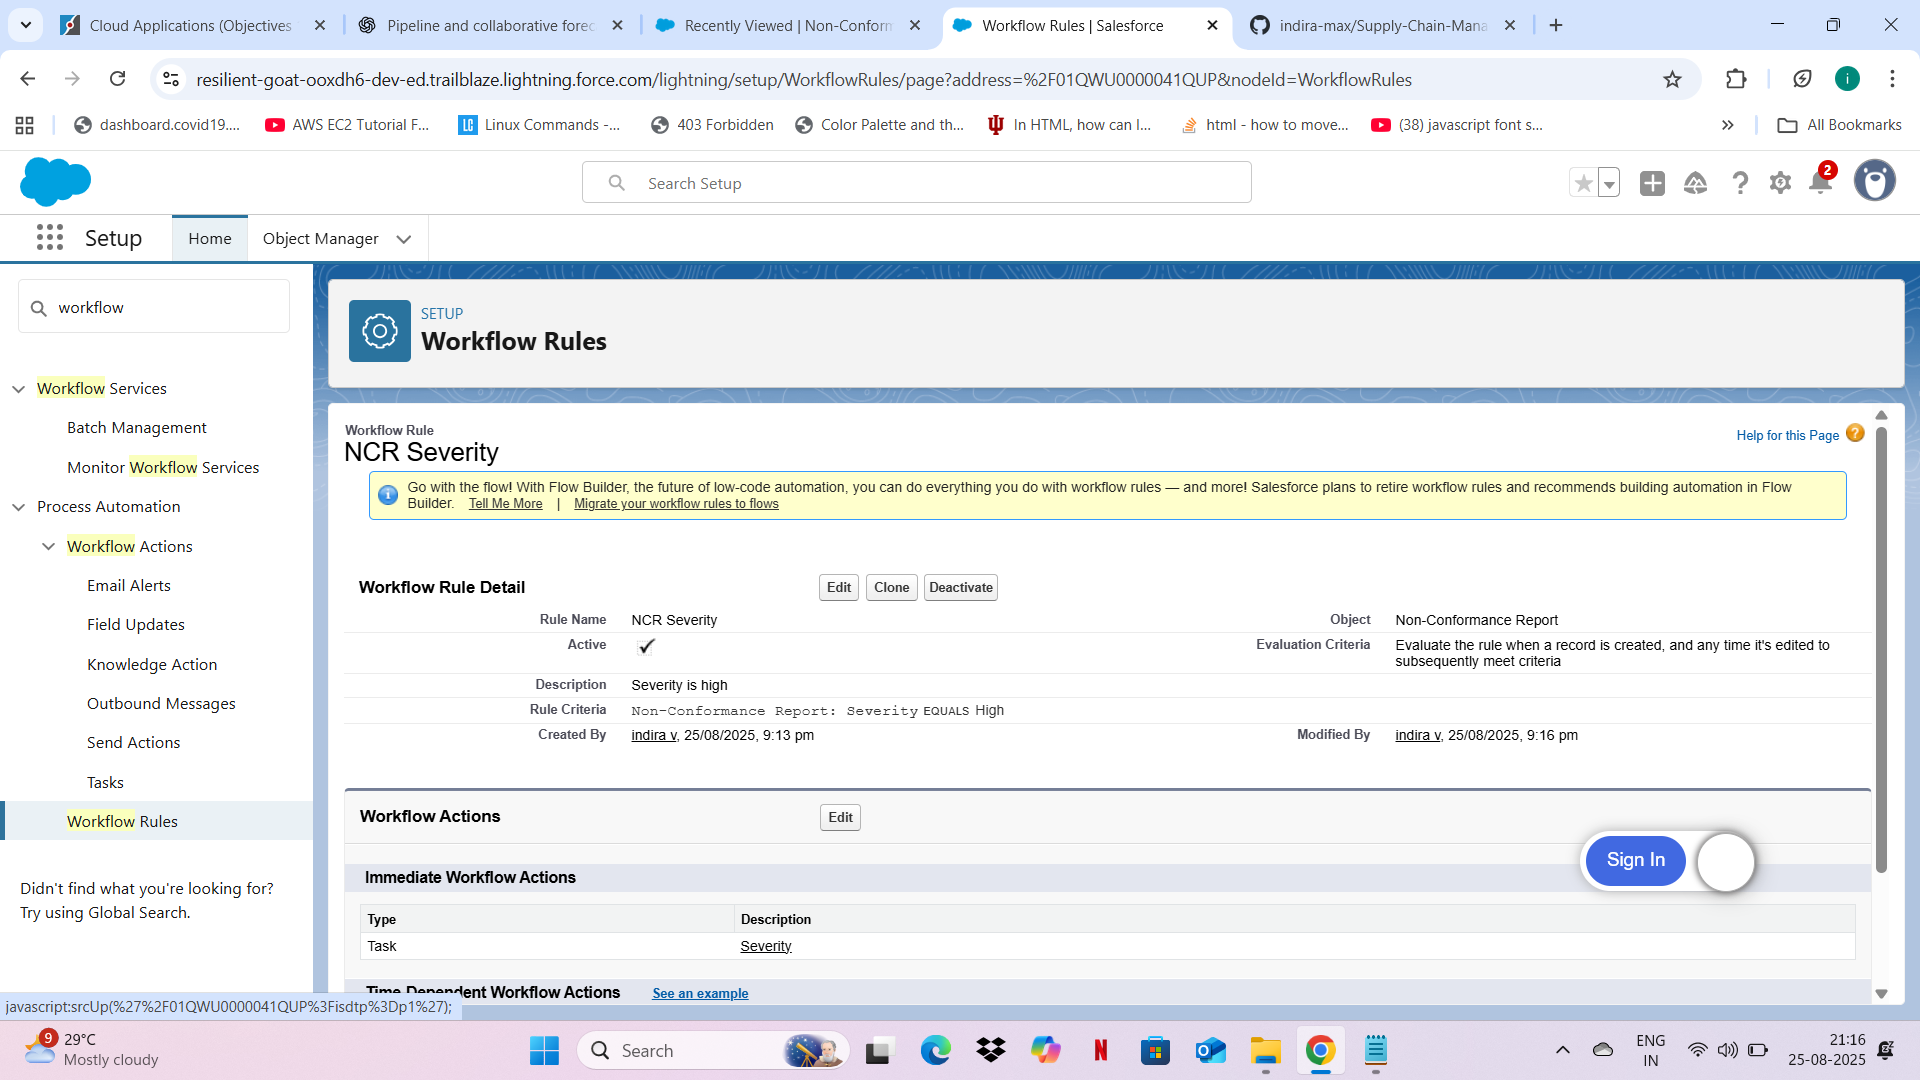 Cloud Applications (Objectives
Pipeline and collaborative forec
Recently Viewed | Non-Conform
Workflow Rules | Salesforce
indira-max/Supply-Chain-Mana
resilient-goat-ooxdh6-dev-ed.trailblaze.lightning.force.com/lightning/setup/WorkflowRules/page?address=%2F01QWU0000041QUP&nodeId=WorkflowRules
i
dashboard.covid19....
AWS EC2 Tutorial F...
LC
Linux Commands -...
403 Forbidden
Color Palette and th...
In HTML, how can I...
html - how to move...
(38) javascript font s...
All Bookmarks
Search Setup
2
Setup
Home
Object Manager
workflow
Workflow Services
Batch Management
Monitor Workflow Services
Process Automation
Workflow Actions
Email Alerts
Field Updates
Knowledge Action
Outbound Messages
Send Actions
Tasks
Workflow Rules
Didn't find what you're looking for?
Try using Global Search.
SETUP
Workflow Rules
Workflow Rule
NCR Severity
Help for this Page
Go with the flow! With Flow Builder, the future of low-code automation, you can do everything you do with workflow rules — and more! Salesforce plans to retire workflow rules and recommends building automation in Flow
Builder. Tell Me More | Migrate your workflow rules to flows
Workflow Rule Detail
Edit Clone Deactivate
Rule Name NCR Severity Object Non-Conformance Report
Active Evaluation Criteria Evaluate the rule when a record is created, and any time it's edited to
subsequently meet criteria
Description Severity is high
Rule Criteria Non-Conformance Report: Severity EQUALS High
Created By indira v, 25/08/2025, 9:13 pm Modified By indira v, 25/08/2025, 9:16 pm
Workflow Actions
Edit
Sign In
Immediate Workflow Actions
Type Description
Task Severity
Time-Dependent Workflow Actions See an example
javascript:srcUp(%27%2F01QWU0000041QUP%3Fisdtp%3Dp1%27);
9
29°C
Mostly cloudy
Search
N
ENG
IN
21:16
25-08-2025